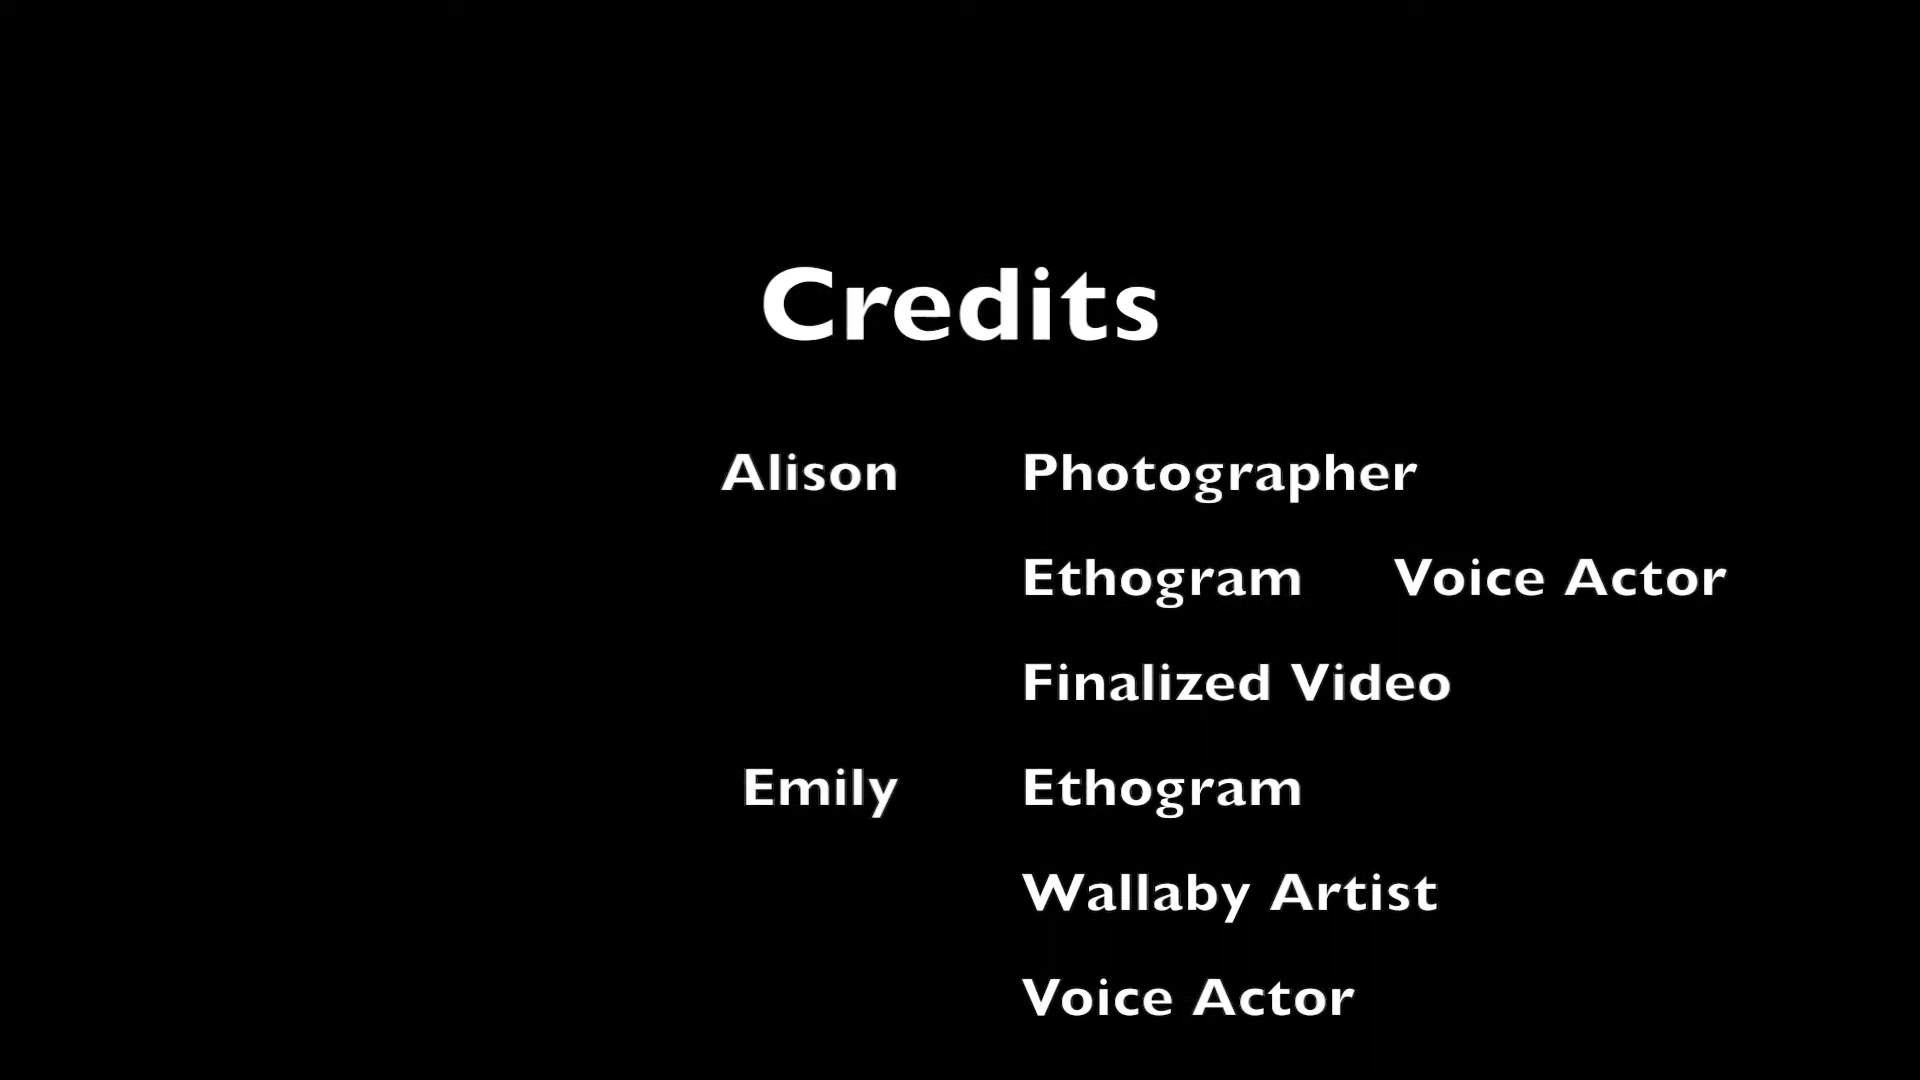 Credits
Alison Photographer
Ethogram Voice Actor
Finalized Video
Emily Ethogram
Wallaby Artist
Voice Actor